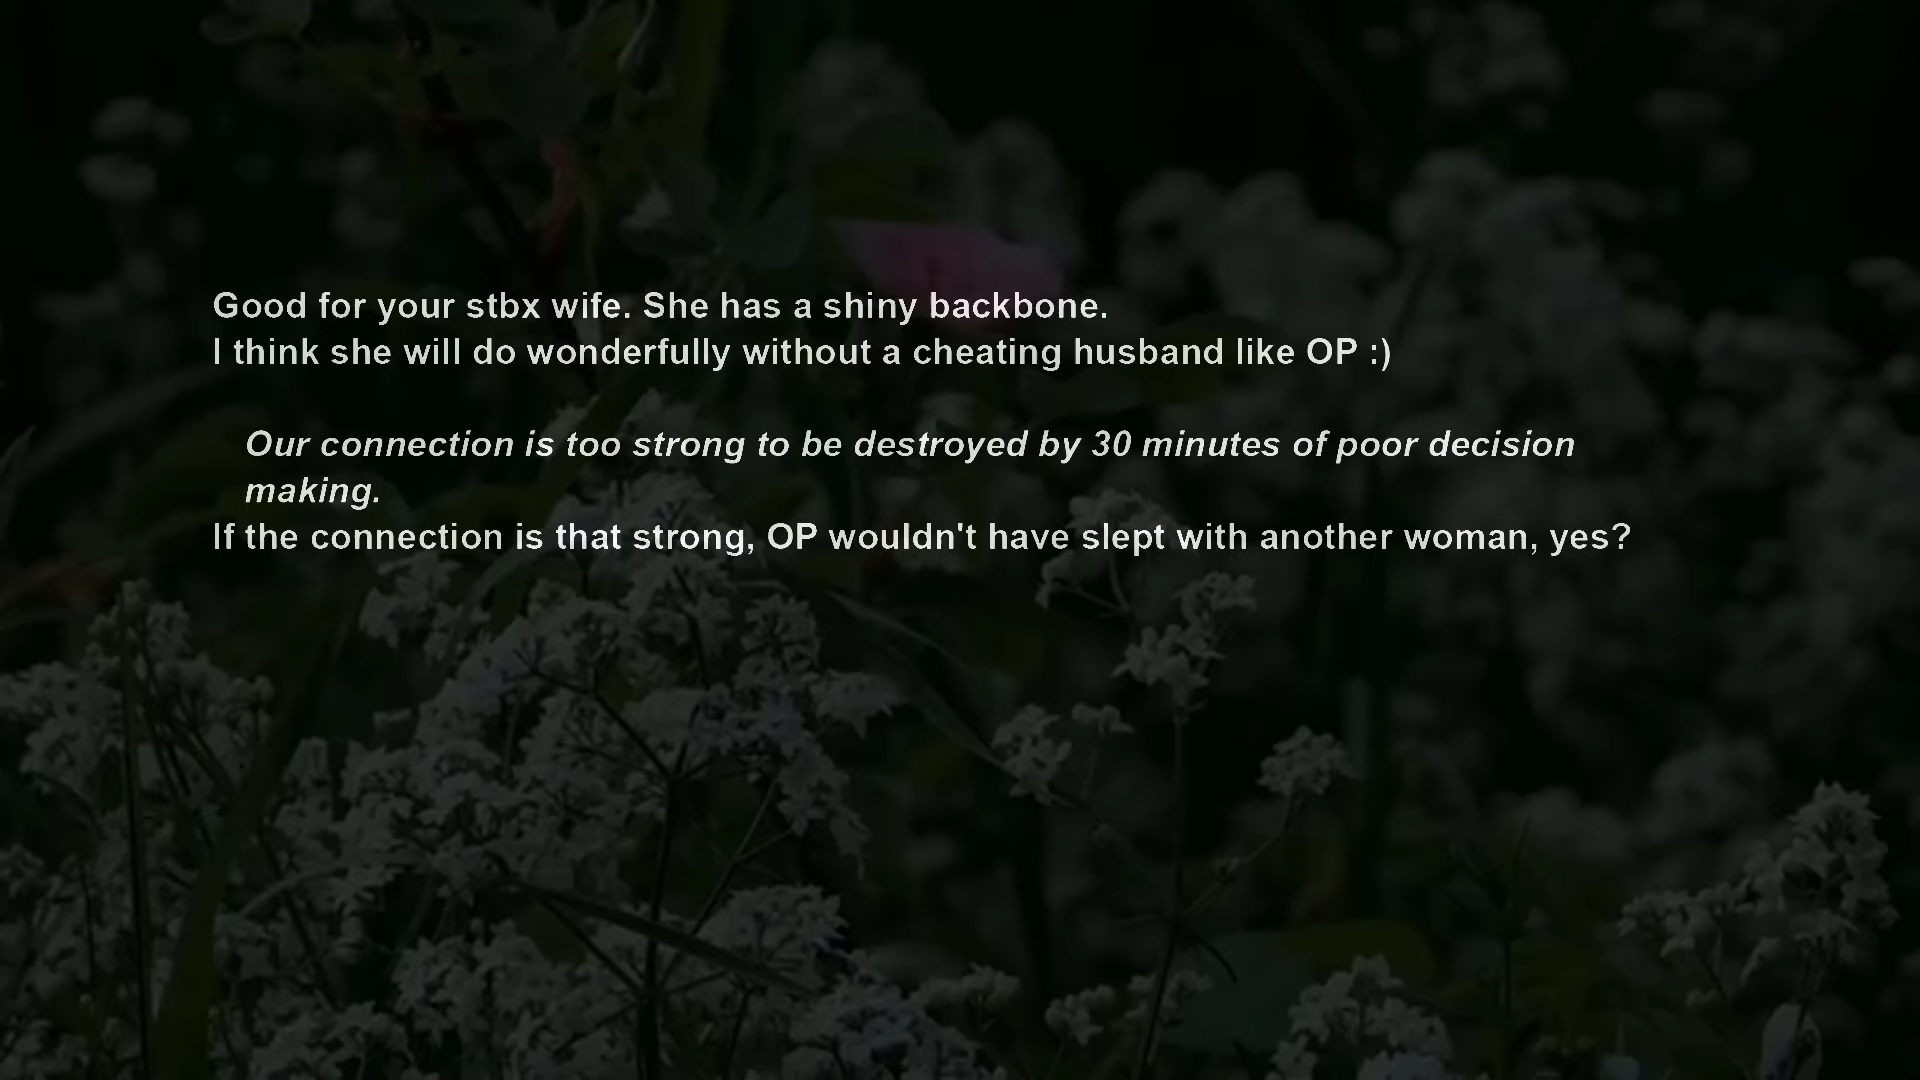 Good for your stbx wife. She has a shiny backbone.
I think she will do wonderfully without a cheating husband like OP :)
Our connection is too strong to be destroyed by 30 minutes of poor decision
making.
If the connection is that strong, OP wouldn't have slept with another woman, yes?